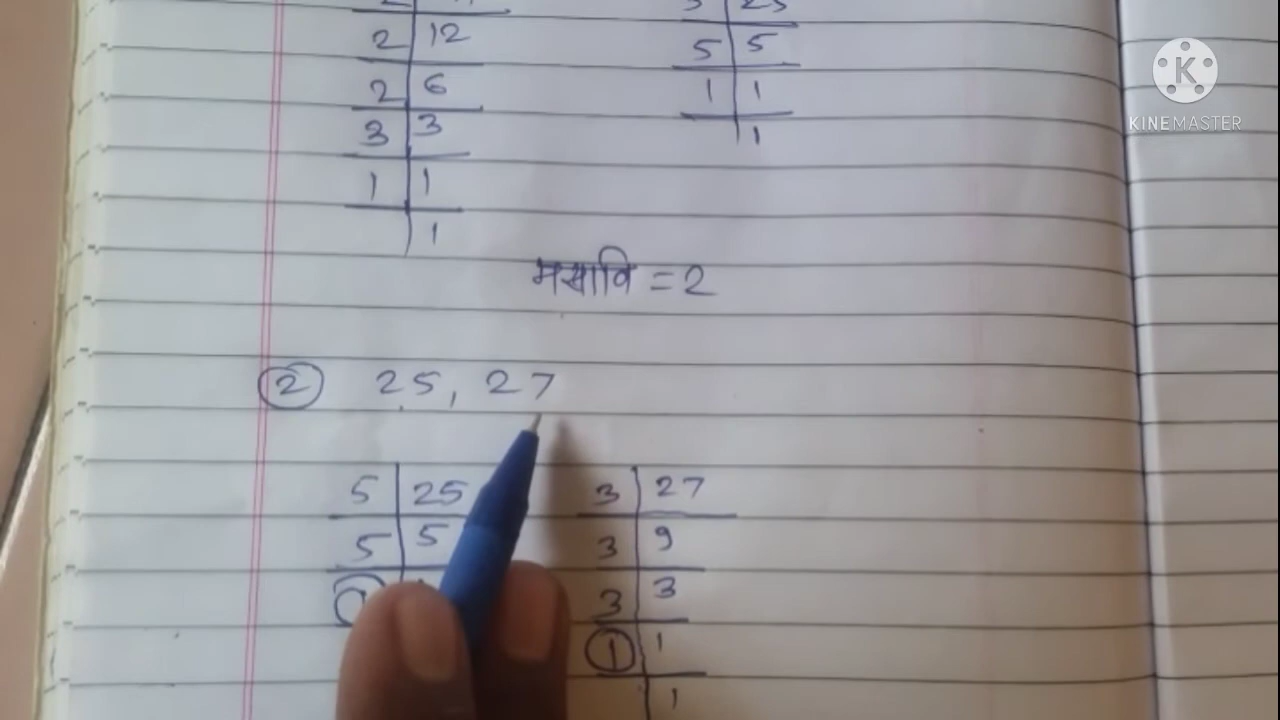 2 12 5 5
2 6 1 1
3 3 1
1 1
1
मसावि = 2
② 25, 27
5 25 3 27
5 5 3 9
3 3
① 1
1
K
KINEMASTER